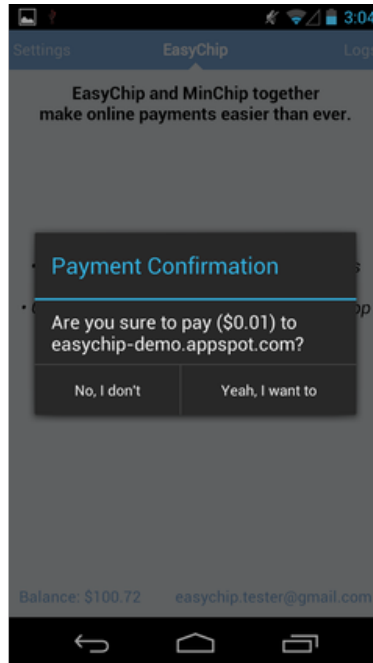 3:04
Settings EasyChip Logs
EasyChip and MinChip together
make online payments easier than ever.
Payment Confirmation
Are you sure to pay ($0.01) to
easychip-demo.appspot.com?
No, I don't Yeah, I want to
Balance: $100.72 easychip.tester@gmail.com